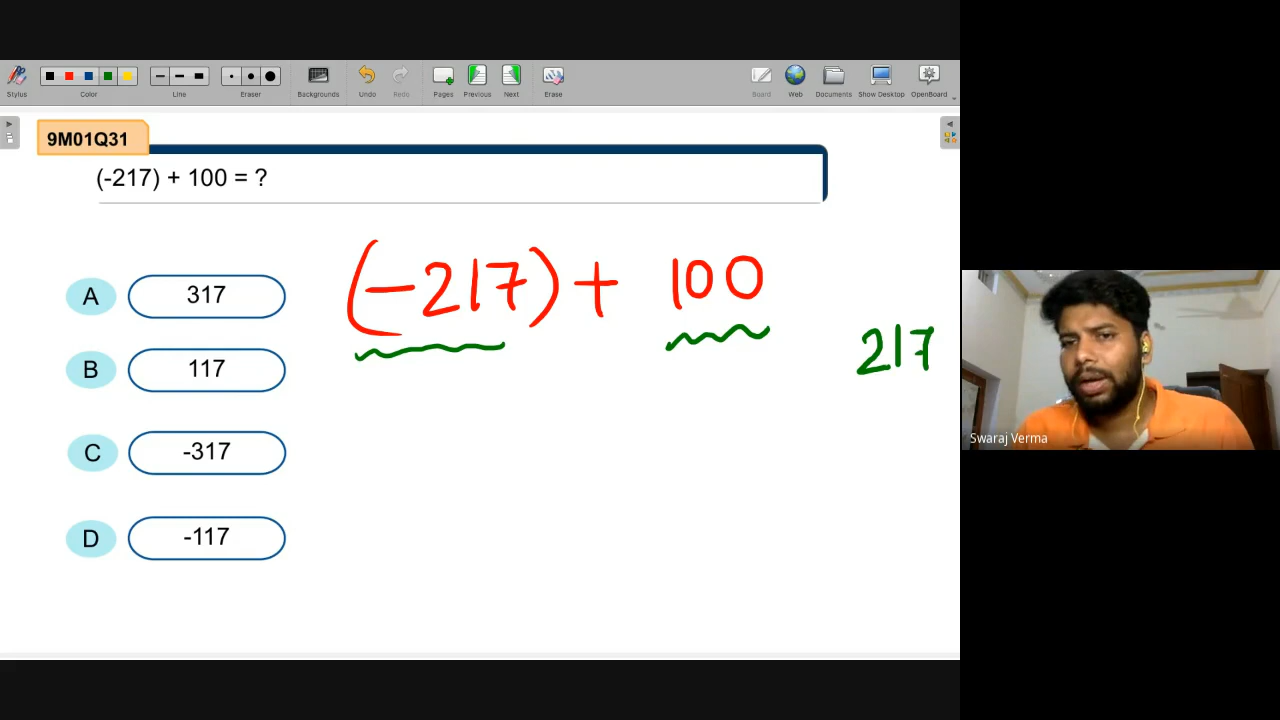 Stylus
Color
Line
Eraser
Backgrounds
Undo
Redo
Pages
Previous
Next
Erase
Board
Web
Documents
Show Desktop
OpenBoard
9M01Q31
(-217) + 100 = ?
(-217) + 100
A 317
217
B 117
Swaraj Verma
C -317
D -117